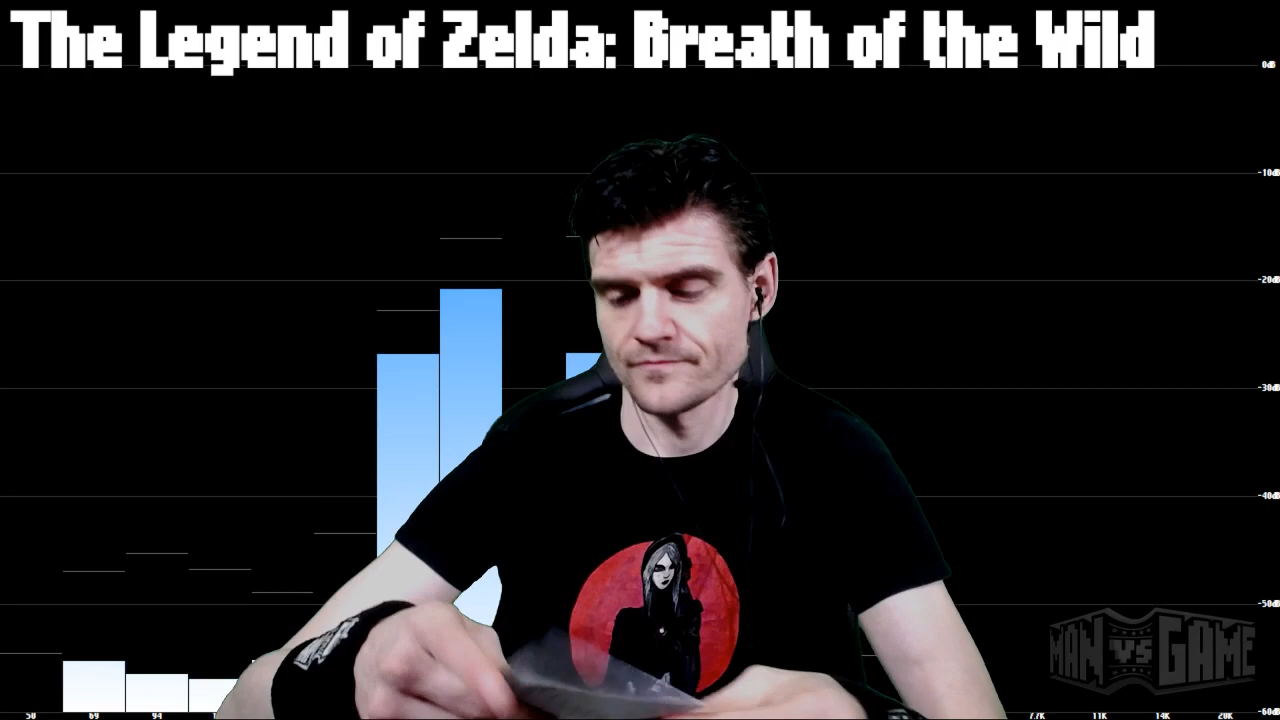 The Legend of Zelda: Breath of the Wild
0dB
-10dB
-20dB
-30dB
-40dB
-50dB
MAN VS GAME
-60dB
50 69 94 7.7K 11K 14K 20K